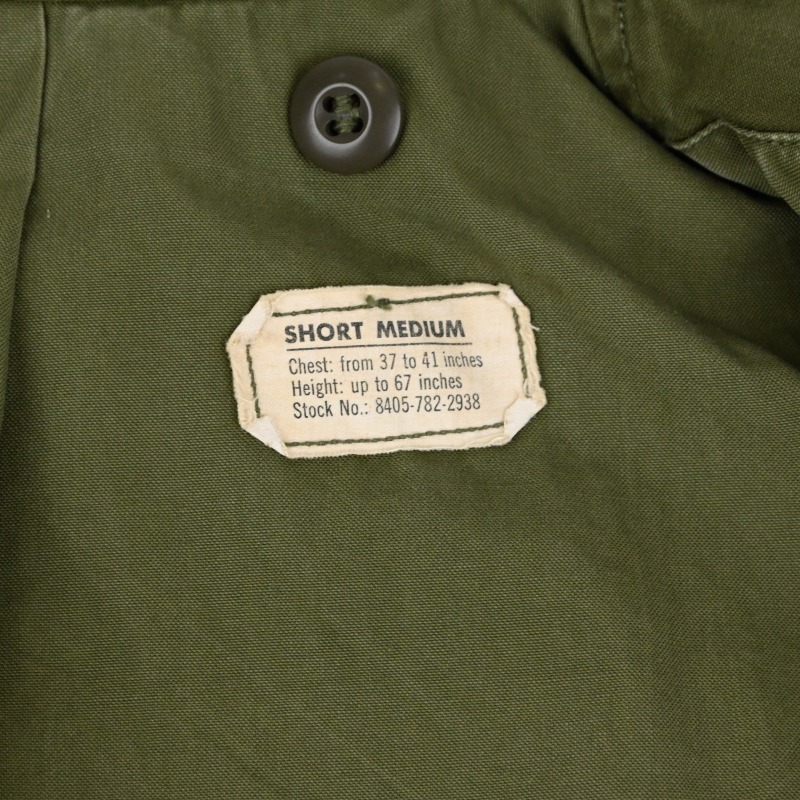 SHORT MEDIUM
Chest: from 37 to 41 inches
Height: up to 67 inches
Stock No.: 8405-782-2938